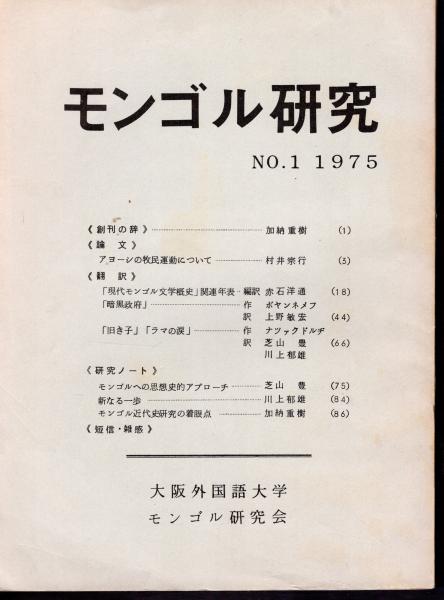 モンゴル研究
NO.1 1975
《創刊の辞》 加納重樹 (1)
《論文》
アヨーシの牧民運動について 村井宗行 (3)
《翻訳》
「現代モンゴル文学概史」関連年表 編訳 赤石洋通 (18)
「暗黒政府」 作 ボヤンネメフ
訳 上野敏宏 (44)
「旧き子」「ラマの涙」 作 ナツァクドルヂ
訳 芝山豊 (66)
川上郁雄
《研究ノート》
モンゴルへの思想史的アプローチ 芝山豊 (75)
新なる一歩 川上郁雄 (84)
モンゴル近代史研究の着眼点 加納重樹 (86)
《短信・雑感》
大阪外国語大学
モンゴル研究会